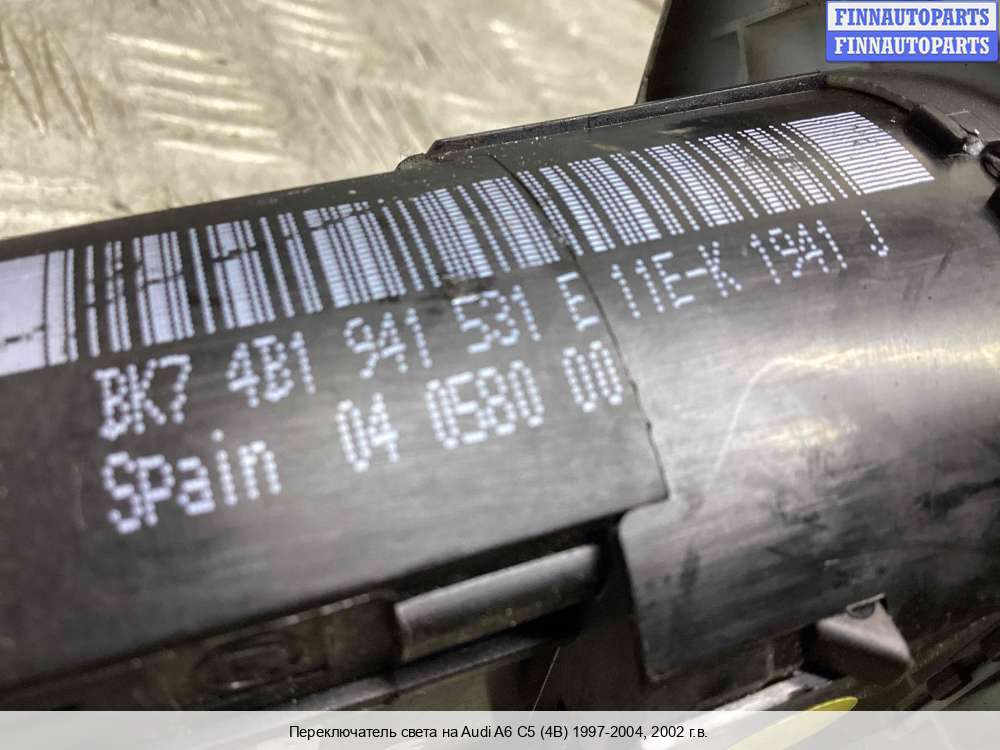 FINNAUTOPARTS
FINNAUTOPARTS
BK7 4B1 941 531 E 11E-K 1941 J
Spain 04 0580 00
Переключатель света на Audi A6 C5 (4B) 1997-2004, 2002 г.в.